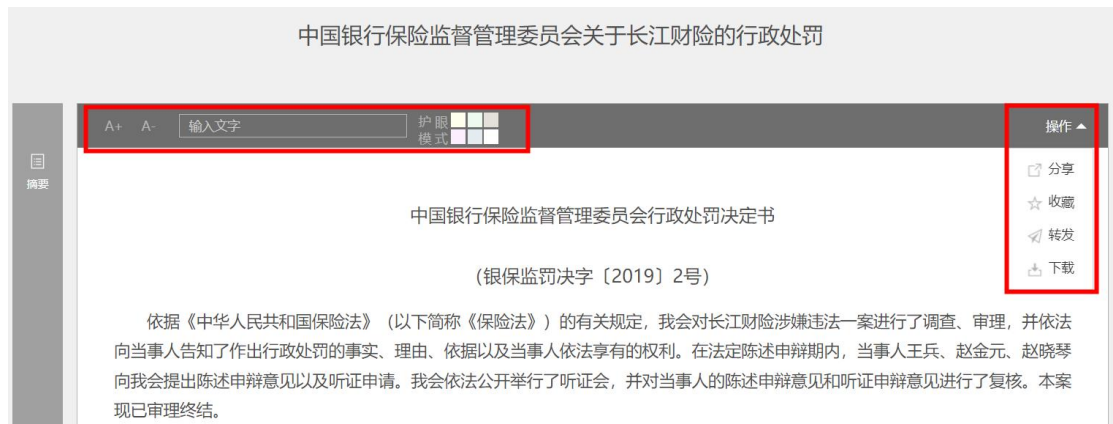 中国银行保险监督管理委员会关于长江财险的行政处罚
A+ A- 输入文字 护眼
模式
操作
摘要
分享
收藏
转发
下载
中国银行保险监督管理委员会行政处罚决定书
（银保监罚决字〔2019〕2号）
依据《中华人民共和国保险法》（以下简称《保险法》）的有关规定，我会对长江财险涉嫌违法一案进行了调查、审理，并依法
向当事人告知了作出行政处罚的事实、理由、依据以及当事人依法享有的权利。在法定陈述申辩期内，当事人王兵、赵金元、赵晓琴
向我会提出陈述申辩意见以及听证申请。我会依法公开举行了听证会，并对当事人的陈述申辩意见和听证申辩意见进行了复核。本案
现已审理终结。